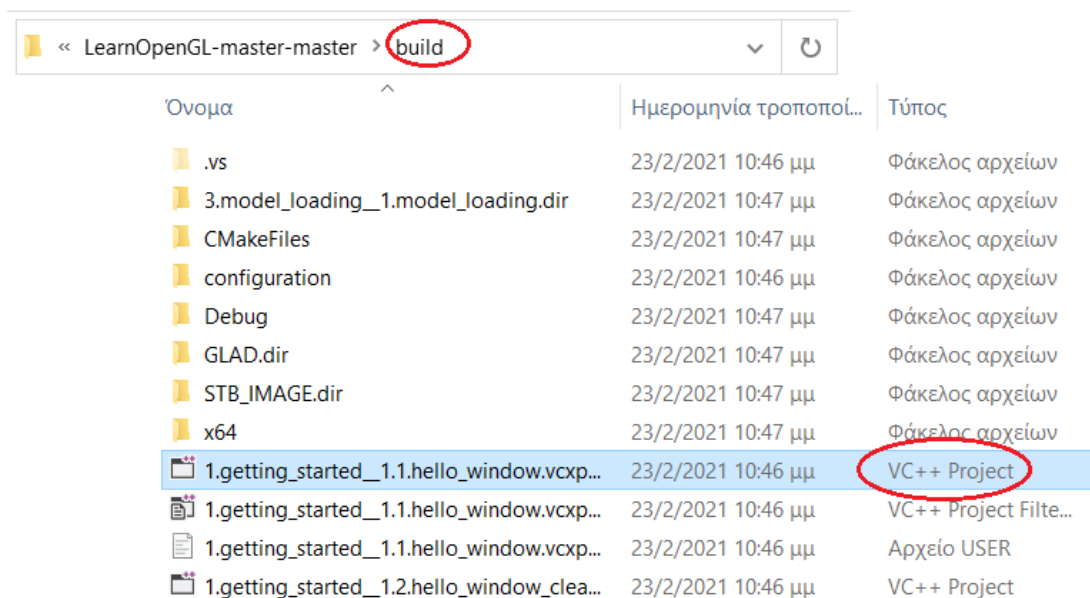 « LearnOpenGL-master-master > build
Όνομα Ημερομηνία τροποποί... Τύπος
.vs 23/2/2021 10:46 μμ Φάκελος αρχείων
3.model_loading__1.model_loading.dir 23/2/2021 10:47 μμ Φάκελος αρχείων
CMakeFiles 23/2/2021 10:47 μμ Φάκελος αρχείων
configuration 23/2/2021 10:46 μμ Φάκελος αρχείων
Debug 23/2/2021 10:47 μμ Φάκελος αρχείων
GLAD.dir 23/2/2021 10:47 μμ Φάκελος αρχείων
STB_IMAGE.dir 23/2/2021 10:47 μμ Φάκελος αρχείων
x64 23/2/2021 10:47 μμ Φάκελος αρχείων
1.getting_started__1.1.hello_window.vcxp... 23/2/2021 10:46 μμ VC++ Project
1.getting_started__1.1.hello_window.vcxp... 23/2/2021 10:46 μμ VC++ Project Filte...
1.getting_started__1.1.hello_window.vcxp... 23/2/2021 10:46 μμ Αρχείο USER
1.getting_started__1.2.hello_window_clea... 23/2/2021 10:46 μμ VC++ Project